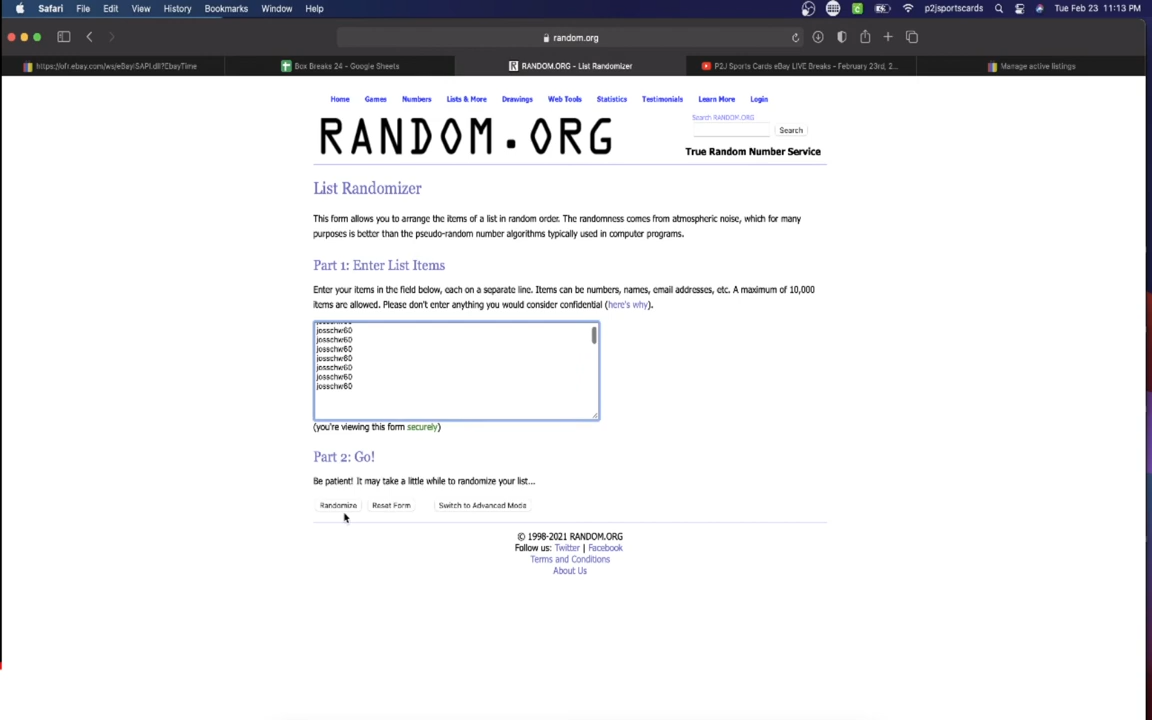 Safari File Edit View History Bookmarks Window Help p2jsportscards Tue Feb 23 11:13 PM
random.org
https://ofr.ebay.com/ws/eBayISAPI.dll?EbayTime Box Breaks 24 - Google Sheets RANDOM.ORG - List Randomizer P2J Sports Cards eBay LIVE Breaks - February 23rd, 2... Manage active listings
Home Games Numbers Lists & More Drawings Web Tools Statistics Testimonials Learn More Login
Search RANDOM.ORG
RANDOM.ORG
Search
True Random Number Service
List Randomizer
This form allows you to arrange the items of a list in random order. The randomness comes from atmospheric noise, which for many
purposes is better than the pseudo-random number algorithms typically used in computer programs.
Part 1: Enter List Items
Enter your items in the field below, each on a separate line. Items can be numbers, names, email addresses, etc. A maximum of 10,000
items are allowed. Please don't enter anything you would consider confidential (here's why).
josschw60
josschw60
josschw60
josschw60
josschw60
josschw60
josschw60
(you're viewing this form securely)
Part 2: Go!
Be patient! It may take a little while to randomize your list...
Randomize Reset Form Switch to Advanced Mode
© 1998-2021 RANDOM.ORG
Follow us: Twitter | Facebook
Terms and Conditions
About Us